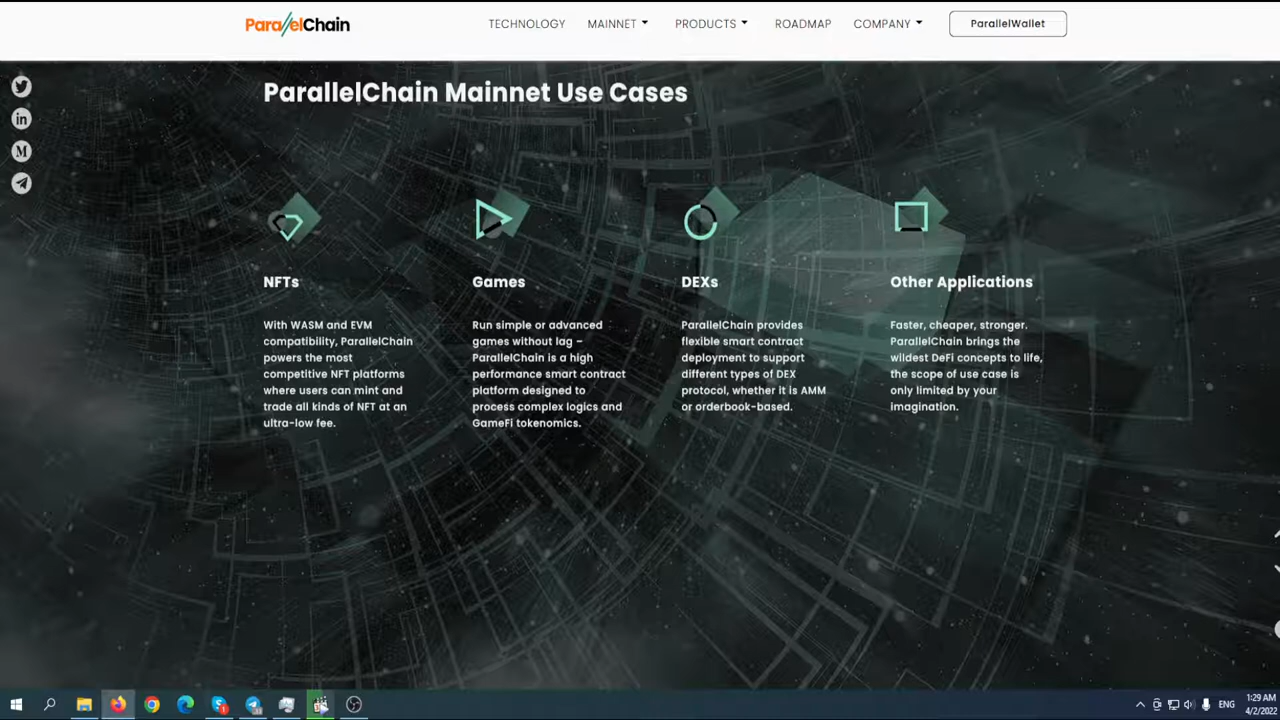 ParallelChain
TECHNOLOGY
MAINNET
PRODUCTS
ROADMAP
COMPANY
ParallelWallet
ParallelChain Mainnet Use Cases
NFTs
With WASM and EVM
compatibility, ParallelChain
powers the most
competitive NFT platforms
where users can mint and
trade all kinds of NFT at an
ultra-low fee.
Games
Run simple or advanced
games without lag –
ParallelChain is a high
performance smart contract
platform designed to
process complex logics and
GameFi tokenomics.
DEXs
ParallelChain provides
flexible smart contract
deployment to support
different types of DEX
protocol, whether it is AMM
or orderbook-based.
Other Applications
Faster, cheaper, stronger.
ParallelChain brings the
wildest DeFi concepts to life,
the scope of use case is
only limited by your
imagination.
ENG
1:29 AM
4/2/2022